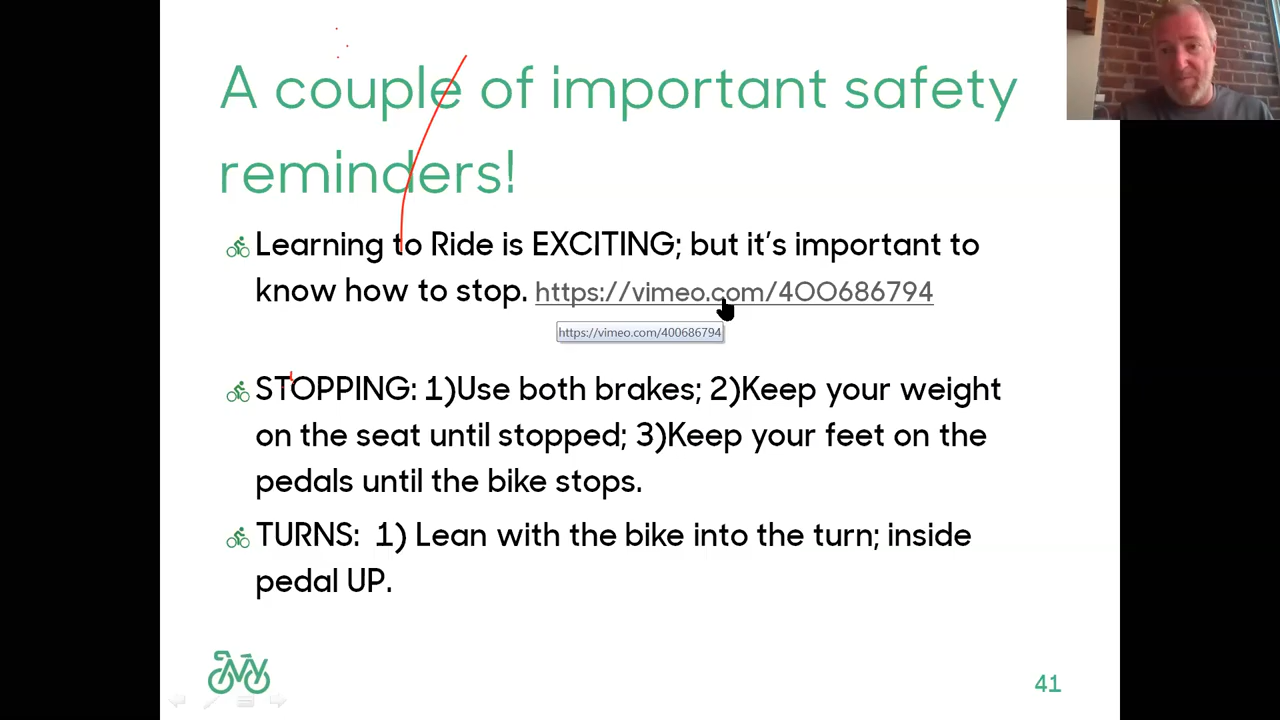 A couple of important safety
reminders!
Learning to Ride is EXCITING; but it's important to
know how to stop. https://vimeo.com/400686794
https://vimeo.com/400686794
STOPPING: 1)Use both brakes; 2)Keep your weight
on the seat until stopped; 3)Keep your feet on the
pedals until the bike stops.
TURNS:  1) Lean with the bike into the turn; inside
pedal UP.
41